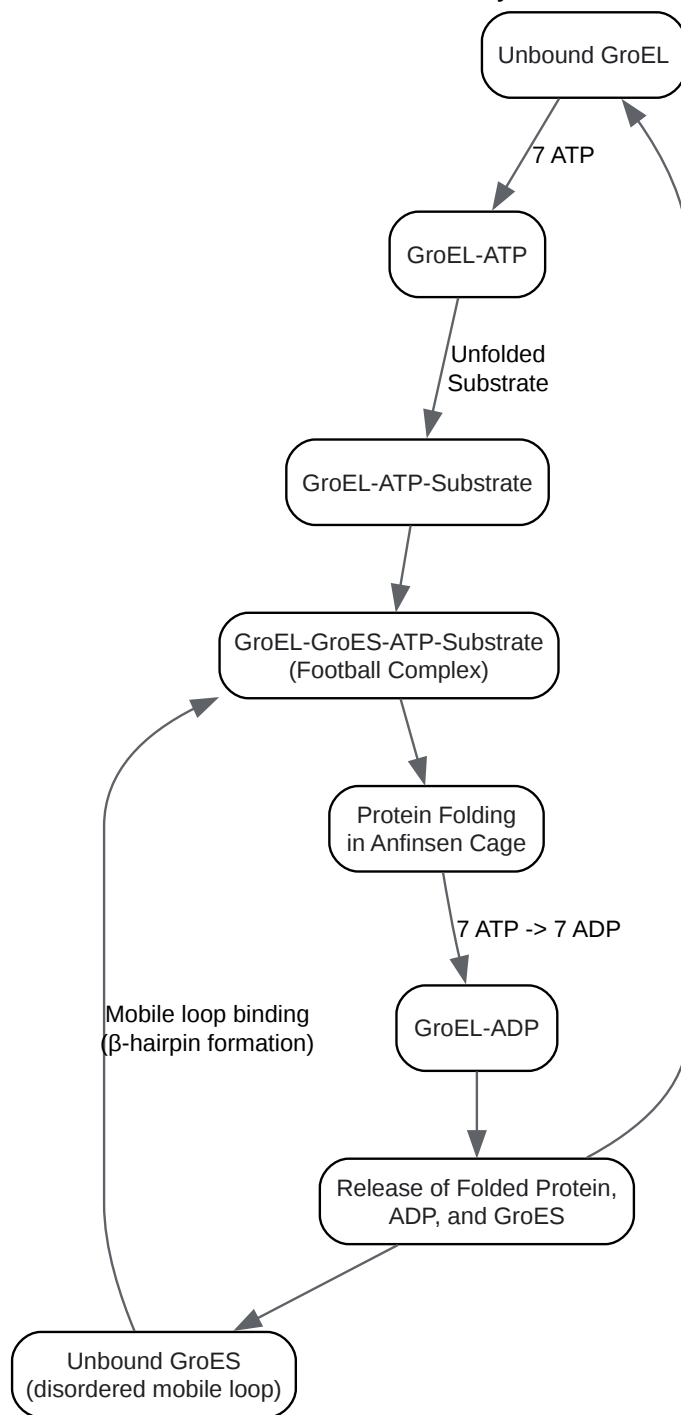 Unbound GroEL
7 ATP
GroEL-ATP
Unfolded
Substrate
GroEL-ATP-Substrate
GroEL-GroES-ATP-Substrate
(Football Complex)
Protein Folding
in Anfinsen Cage
7 ATP -> 7 ADP
Mobile loop binding
(β-hairpin formation)
GroEL-ADP
Release of Folded Protein,
ADP, and GroES
Unbound GroES
(disordered mobile loop)